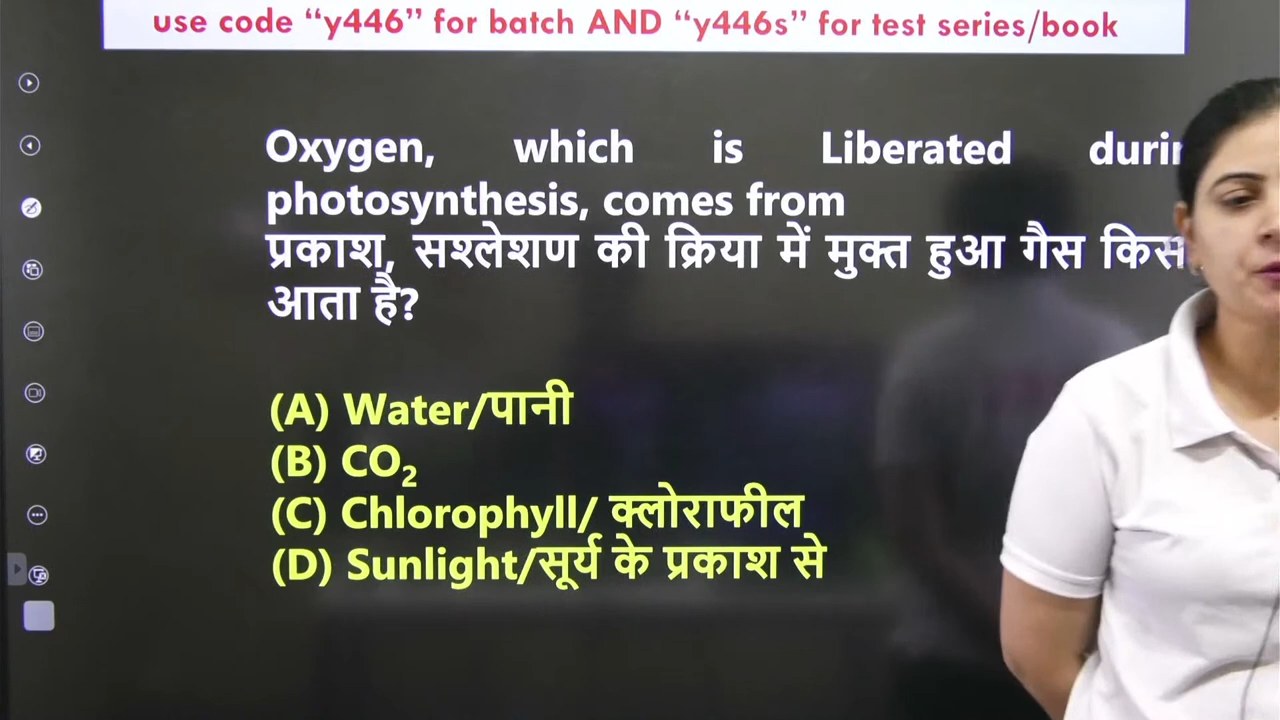 use code “y446” for batch AND “y446s” for test series/book
Oxygen, which is Liberated
photosynthesis, comes from
प्रकाश, सश्लेशण की क्रिया में मुक्त हुआ गैस
आता है?
(A) Water/पानी
(B) CO₂
(C) Chlorophyll/ क्लोराफील
(D) Sunlight/सूर्य के प्रकाश से